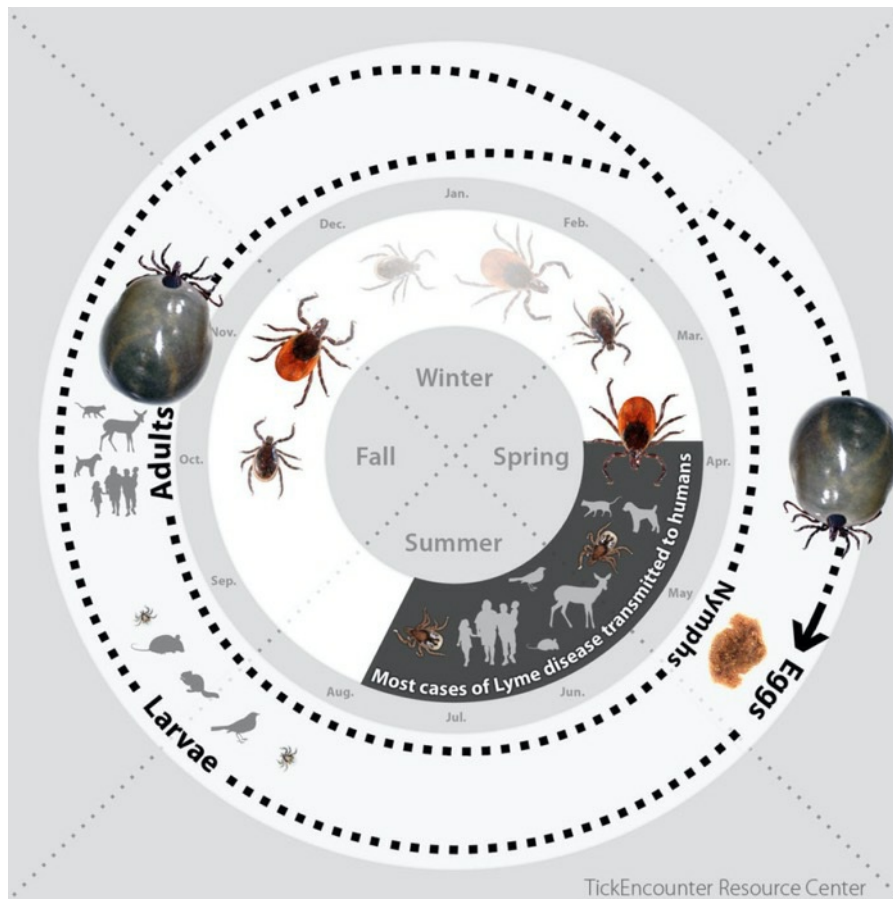 Jan.
Feb.
Mar.
Apr.
May
Jun.
Jul.
Aug.
Sep.
Oct.
Nov.
Dec.
Winter
Fall
Spring
Summer
Most cases of Lyme disease transmitted to humans
Adults
Nymphs
Eggs
Larvae
TickEncounter Resource Center